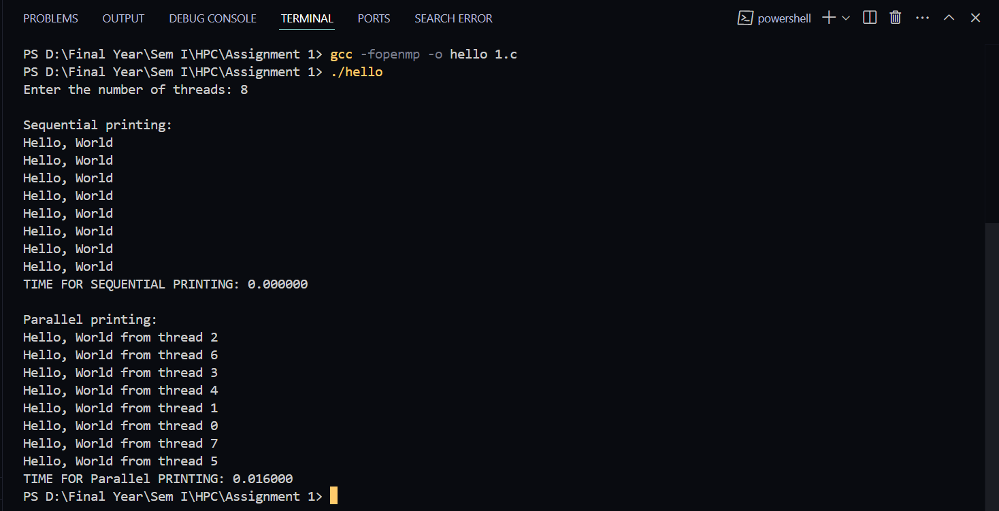 PROBLEMS OUTPUT DEBUG CONSOLE TERMINAL PORTS SEARCH ERROR powershell
PS D:\Final Year\Sem I\HPC\Assignment 1> gcc -fopenmp -o hello 1.c
PS D:\Final Year\Sem I\HPC\Assignment 1> ./hello
Enter the number of threads: 8
Sequential printing:
Hello, World
Hello, World
Hello, World
Hello, World
Hello, World
Hello, World
Hello, World
Hello, World
TIME FOR SEQUENTIAL PRINTING: 0.000000
Parallel printing:
Hello, World from thread 2
Hello, World from thread 6
Hello, World from thread 3
Hello, World from thread 4
Hello, World from thread 1
Hello, World from thread 0
Hello, World from thread 7
Hello, World from thread 5
TIME FOR Parallel PRINTING: 0.016000
PS D:\Final Year\Sem I\HPC\Assignment 1>